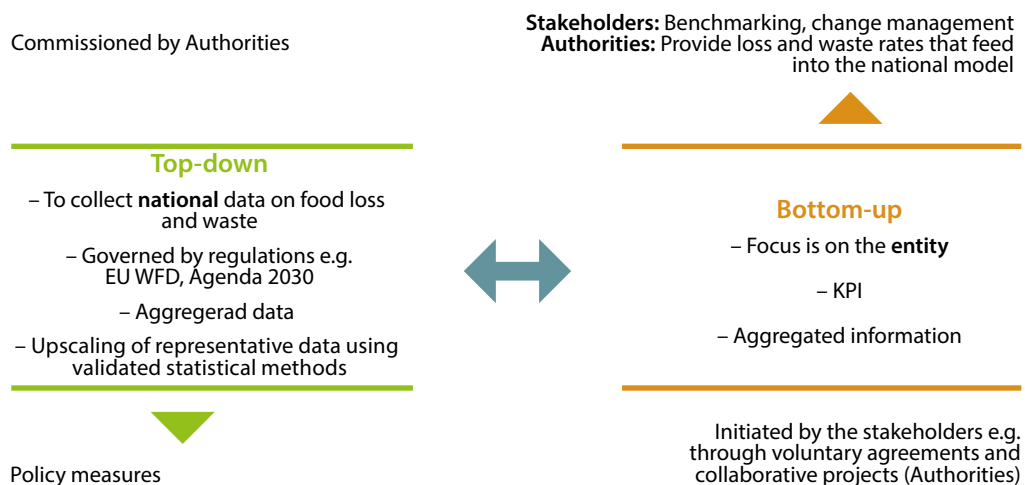 Commissioned by Authorities
Top-down
– To collect national data on food loss
and waste
– Governed by regulations e.g.
EU WFD, Agenda 2030
– Aggregerad data
– Upscaling of representative data using
validated statistical methods
Policy measures
Stakeholders: Benchmarking, change management
Authorities: Provide loss and waste rates that feed
into the national model
Bottom-up
– Focus is on the entity
– KPI
– Aggregated information
Initiated by the stakeholders e.g.
through voluntary agreements and
collaborative projects (Authorities)